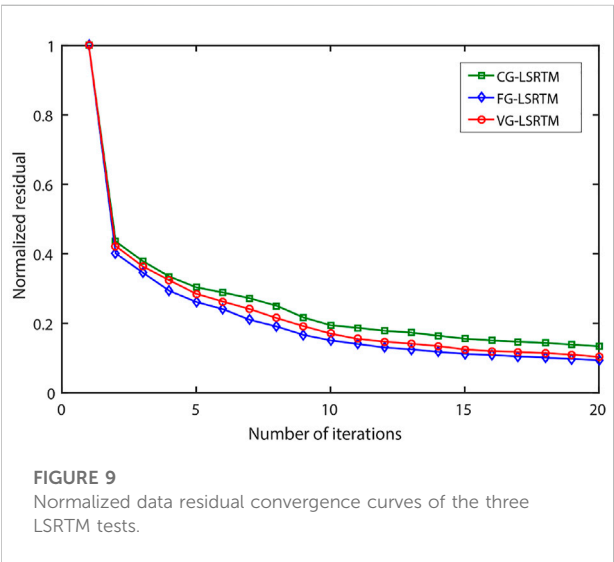 1
0.8
0.6
0.4
0.2
0
Normalized residual
CG-LSRTM
FG-LSRTM
VG-LSRTM
0 5 10 15 20
Number of iterations
FIGURE 9
Normalized data residual convergence curves of the three
LSRTM tests.